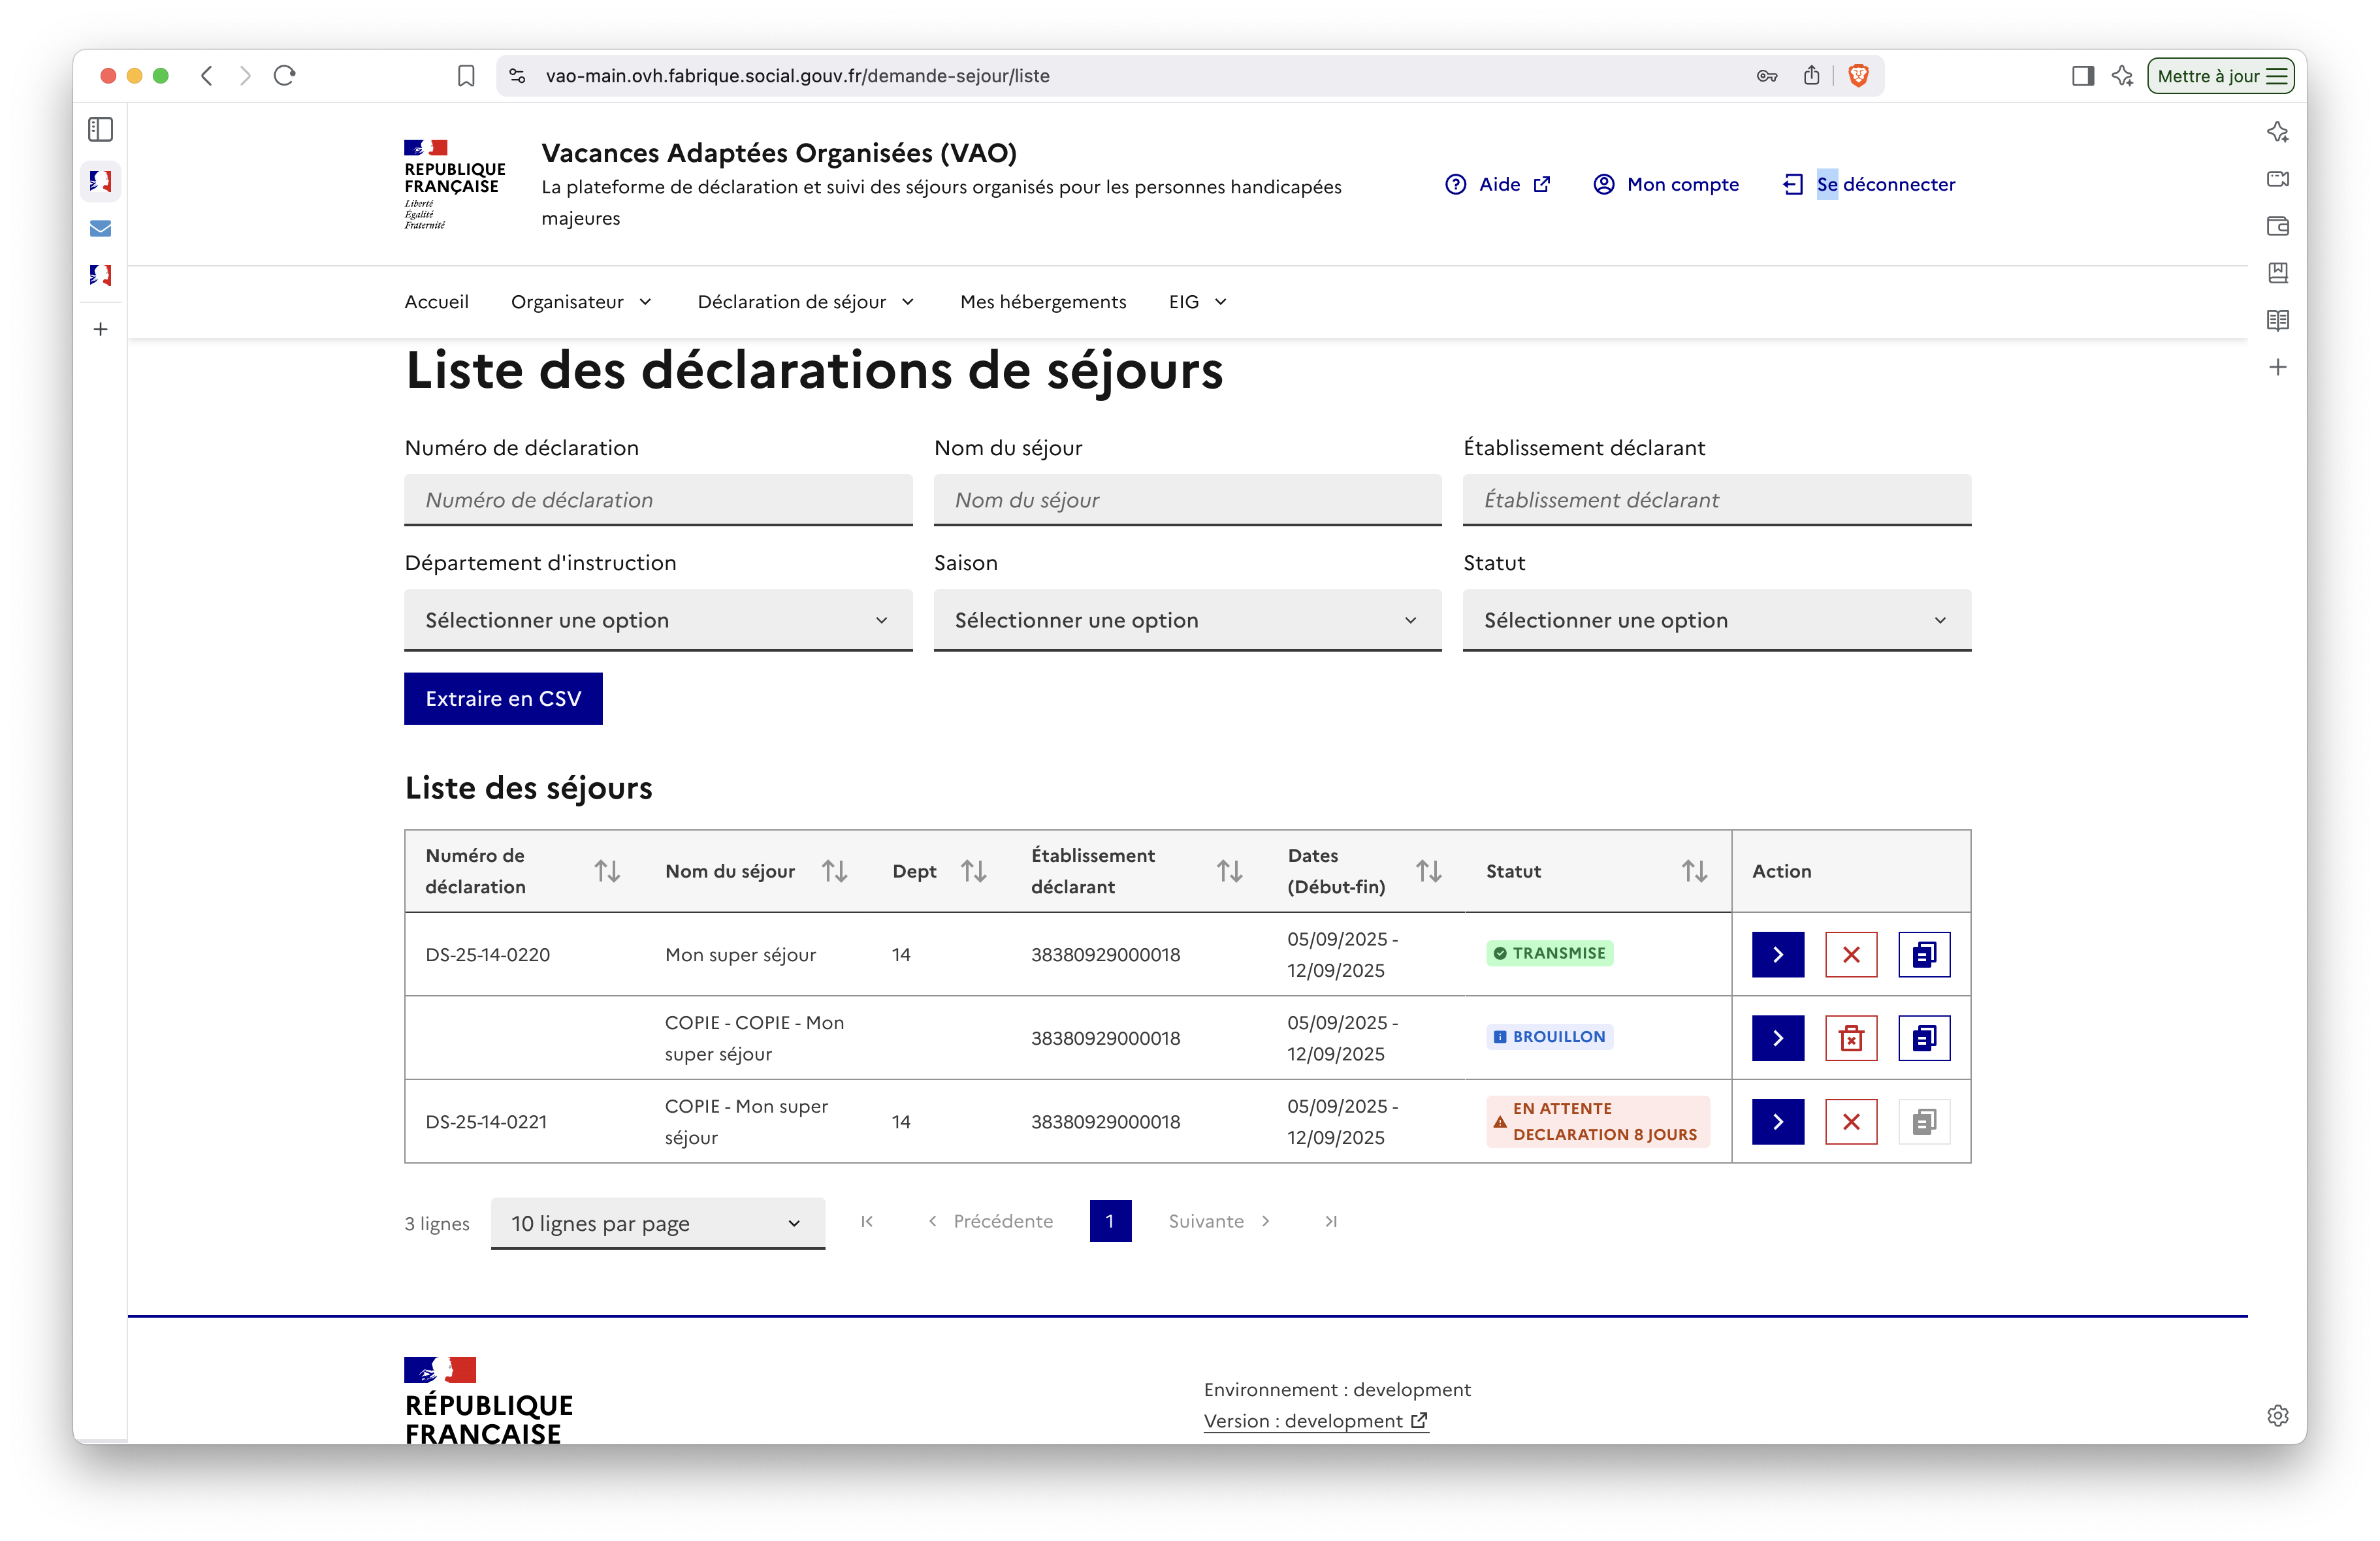 vao-main.ovh.fabrique.social.gouv.fr/demande-sejour/liste
Mettre à jour
RÉPUBLIQUE
FRANÇAISE
Liberté
Égalité
Fraternité
Vacances Adaptées Organisées (VAO)
La plateforme de déclaration et suivi des séjours organisés pour les personnes handicapées
majeures
Aide
Mon compte
Se déconnecter
Accueil
Organisateur
Déclaration de séjour
Mes hébergements
EIG
Liste des déclarations de séjours
Numéro de déclaration
Nom du séjour
Établissement déclarant
Numéro de déclaration
Nom du séjour
Établissement déclarant
Département d'instruction
Saison
Statut
Sélectionner une option
Sélectionner une option
Sélectionner une option
Extraire en CSV
Liste des séjours
Numéro de
déclaration
Nom du séjour
Dept
Établissement
déclarant
Dates
(Début-fin)
Statut
Action
DS-25-14-0220
Mon super séjour
14
38380929000018
05/09/2025 -
12/09/2025
TRANSMISE
COPIE - COPIE - Mon
super séjour
38380929000018
05/09/2025 -
12/09/2025
BROUILLON
DS-25-14-0221
COPIE - Mon super
séjour
14
38380929000018
05/09/2025 -
12/09/2025
EN ATTENTE
DECLARATION 8 JOURS
3 lignes
10 lignes par page
Précédente
1
Suivante
RÉPUBLIQUE
FRANÇAISE
Environnement : development
Version : development